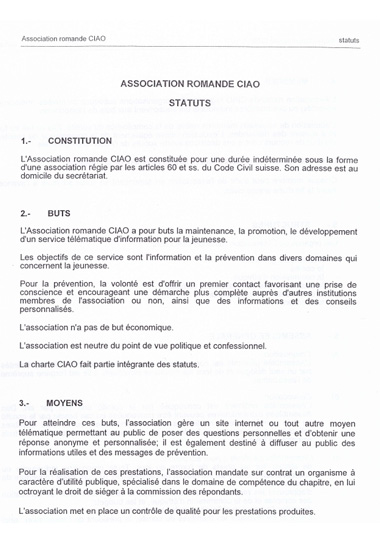 Association romande CIAO
statuts
ASSOCIATION ROMANDE CIAO
STATUTS
1.- CONSTITUTION
L'Association romande CIAO est constituée pour une durée indéterminée sous la forme
d'une association régie par les articles 60 et ss. du Code Civil suisse. Son adresse est au
domicile du secrétariat.
2.- BUTS
L'Association romande CIAO a pour buts la maintenance, la promotion, le développement
d'un service télématique d'information pour la jeunesse.
Les objectifs de ce service sont l'information et la prévention dans divers domaines qui
concernent la jeunesse.
Pour la prévention, la volonté est d'offrir un premier contact favorisant une prise de
conscience et encourageant une démarche plus complète auprès d'autres institutions
membres de l'association ou non, ainsi que des informations et des conseils
personnalisés.
L'association n'a pas de but économique.
L'association est neutre du point de vue politique et confessionnel.
La charte CIAO fait partie intégrante des statuts.
3.- MOYENS
Pour atteindre ces buts, l'association gère un site internet ou tout autre moyen
télématique permettant au public de poser des questions personnelles et d'obtenir une
réponse anonyme et personnalisée; il est également destiné à diffuser au public des
informations utiles et des messages de prévention.
Pour la réalisation de ces prestations, l'association mandate sur contrat un organisme à
caractère d'utilité publique, spécialisé dans le domaine de compétence du chapitre, en lui
octroyant le droit de siéger à la commission des répondants.
L'association met en place un contrôle de qualité pour les prestations produites.